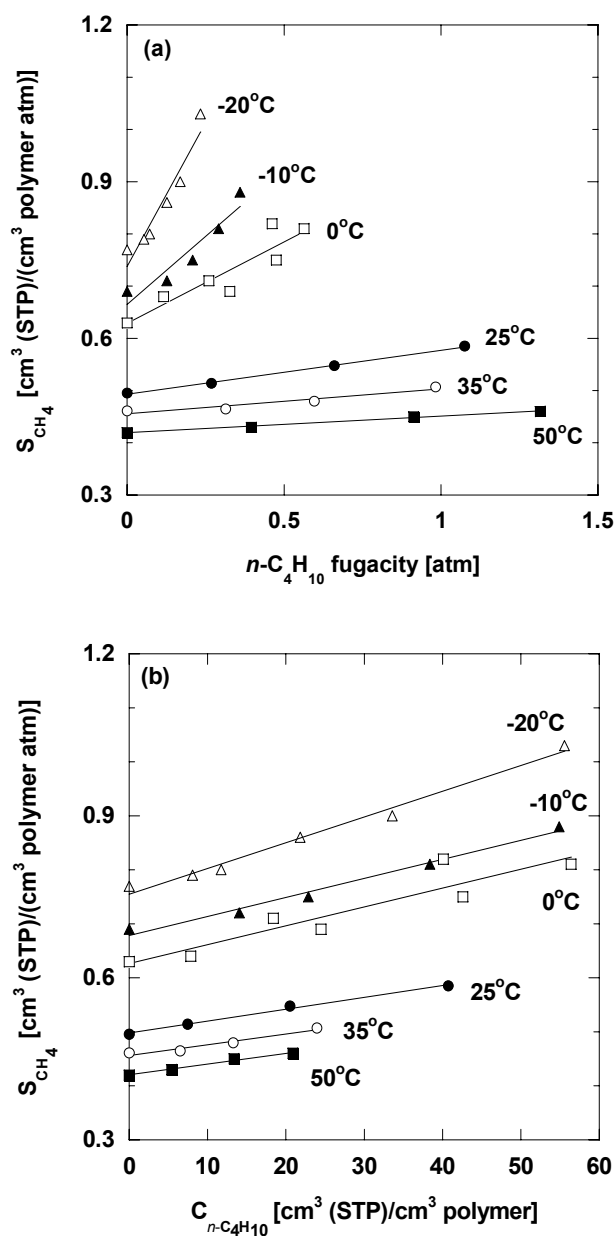 (a)
1.2
0.9
0.6
0.3
S_CH₄ [cm³ (STP)/(cm³ polymer atm)]
-20°C
-10°C
0°C
25°C
35°C
50°C
0 0.5 1 1.5
n-C₄H₁₀ fugacity [atm]
(b)
1.2
0.9
0.6
0.3
S_CH₄ [cm³ (STP)/(cm³ polymer atm)]
-20°C
-10°C
0°C
25°C
35°C
50°C
0 10 20 30 40 50 60
C_n-C₄H₁₀ [cm³ (STP)/cm³ polymer]